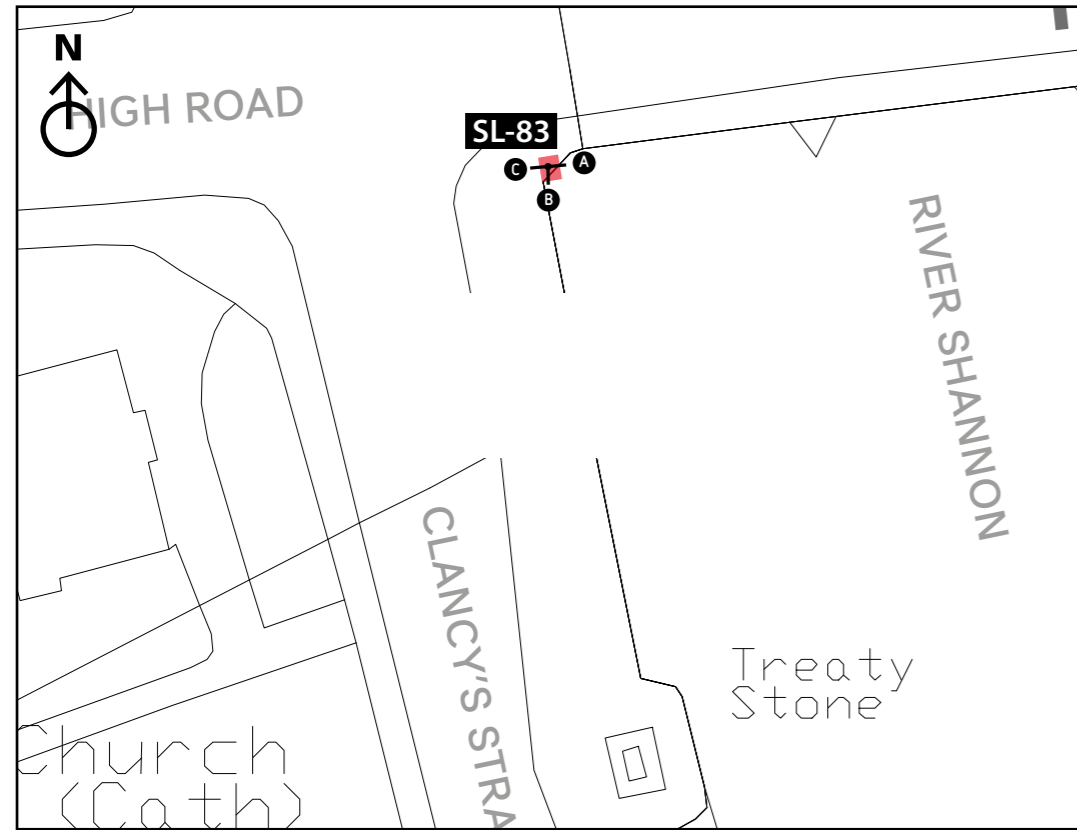 N
HIGH ROAD
SL-83
C
A
B
RIVER SHANNON
CLANCY'S STRA
Treaty
Stone
Church
(Cath)